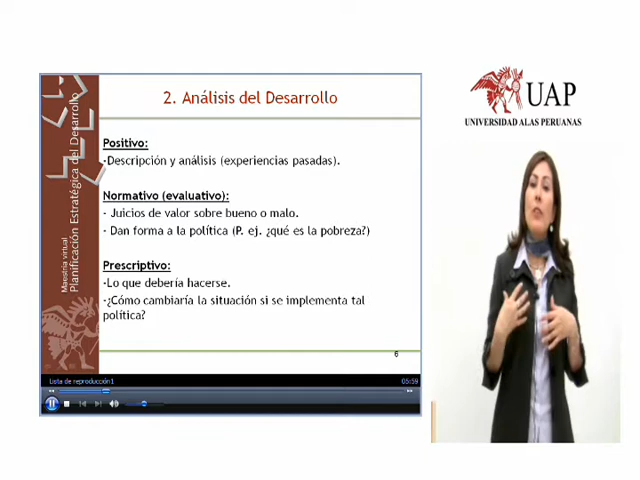 2. Análisis del Desarrollo
Positivo:
-Descripción y análisis (experiencias pasadas).
Normativo (evaluativo):
- Juicios de valor sobre bueno o malo.
- Dan forma a la política (P. ej. ¿qué es la pobreza?)
Prescriptivo:
-Lo que debería hacerse.
-¿Cómo cambiaría la situación si se implementa tal
política?
6
Maestría virtual
Planificación Estratégica del Desarrollo
Lista de reproducción1
05:59
UAP
UNIVERSIDAD ALAS PERUANAS